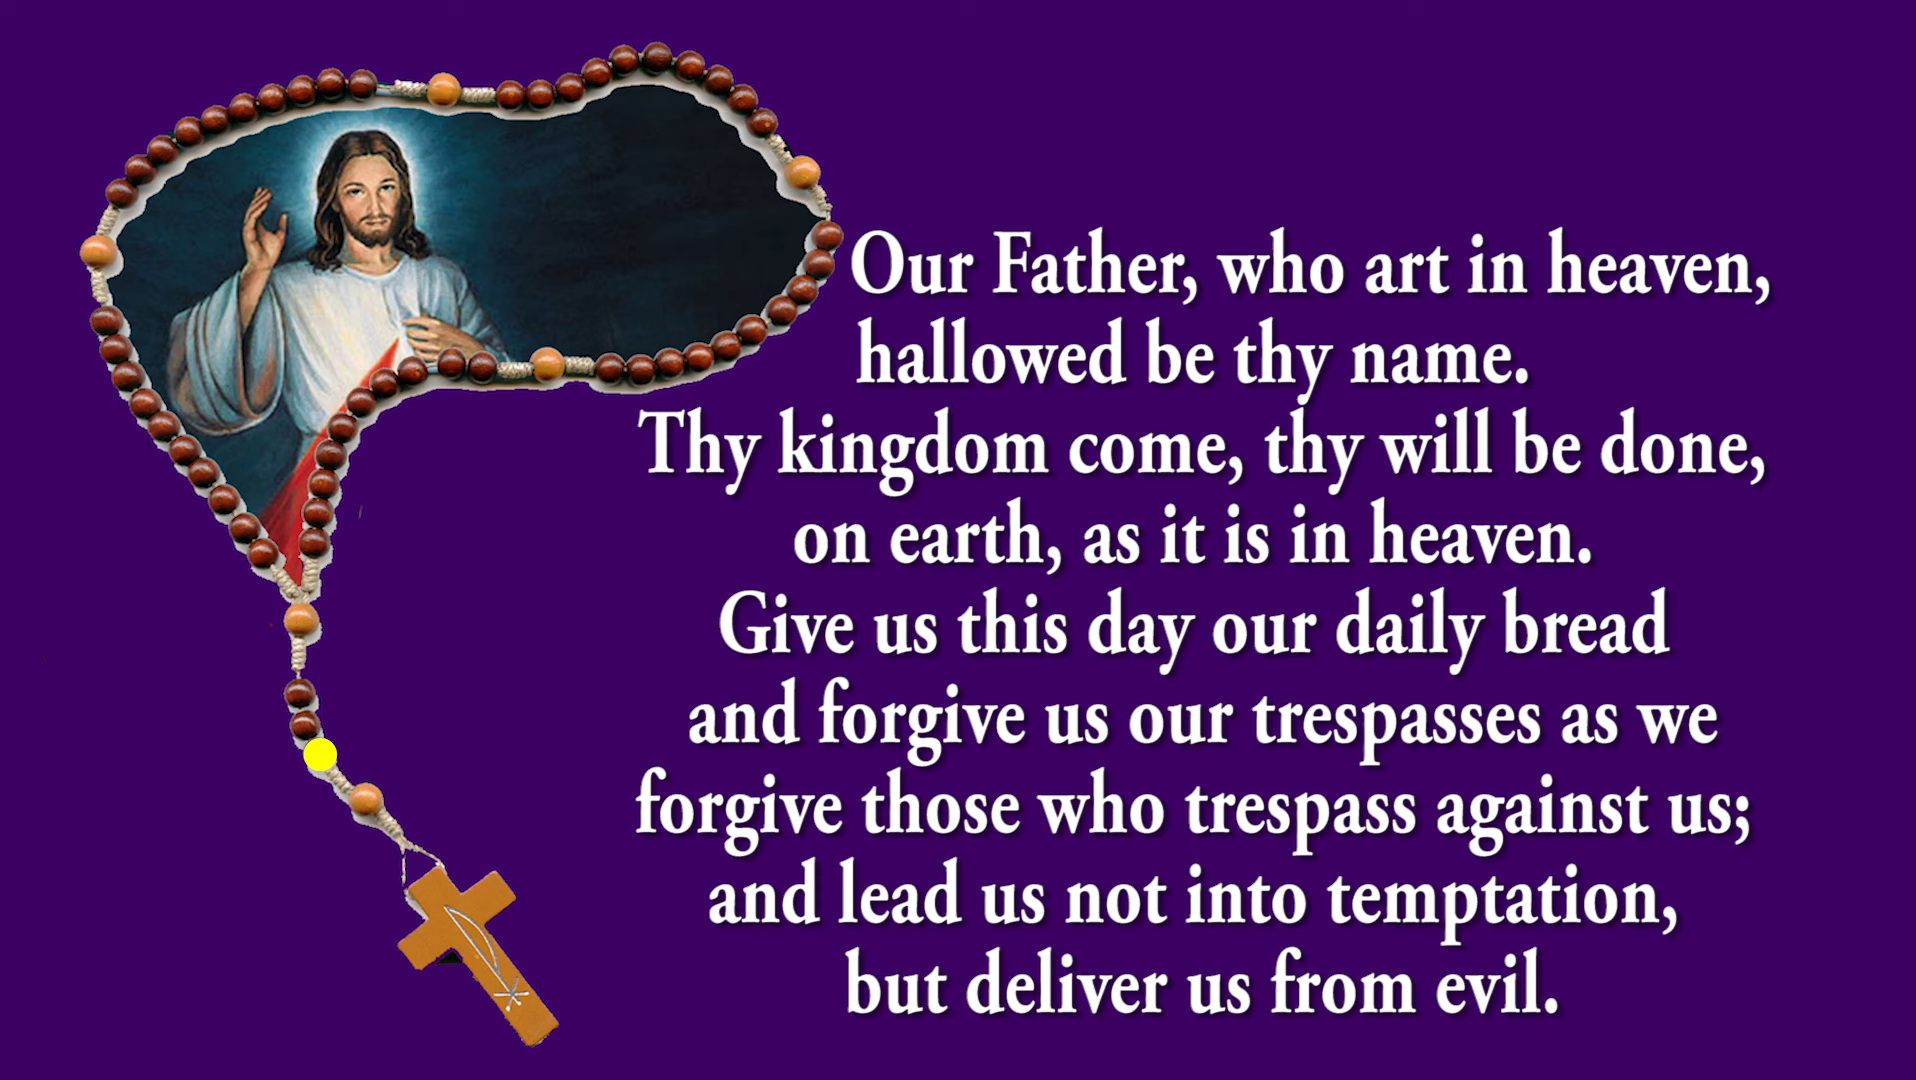 Our Father, who art in heaven,
hallowed be thy name.
Thy kingdom come, thy will be done,
on earth, as it is in heaven.
Give us this day our daily bread
and forgive us our trespasses as we
forgive those who trespass against us;
and lead us not into temptation,
but deliver us from evil.